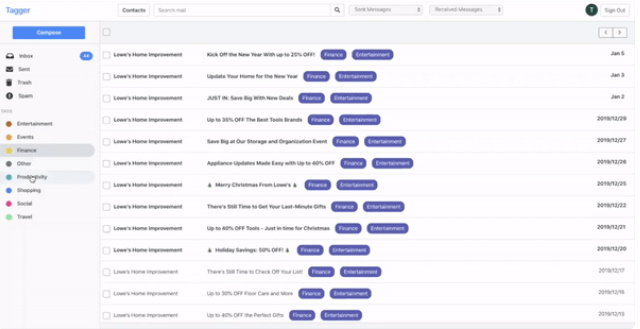 Tagger
Contacts Search mail Sent Messages Received Messages T Sign Out
Compose
Inbox
Sent
Trash
Spam
TAGS
Entertainment
Events
Finance
Other
Productivity
Shopping
Social
Travel
Lowe's Home Improvement Kick Off the New Year With up to 25% OFF! Finance Entertainment Jan 5
Lowe's Home Improvement Update Your Home for the New Year Finance Entertainment Jan 3
Lowe's Home Improvement JUST IN: Save Big With New Deals Finance Entertainment Jan 2
Lowe's Home Improvement Up to 35% OFF The Best Tools Brands Finance Entertainment 2019/12/29
Lowe's Home Improvement Save Big at Our Storage and Organization Event Finance Entertainment 2019/12/27
Lowe's Home Improvement Appliance Updates Made Easy with Up to 40% OFF Finance Entertainment 2019/12/26
Lowe's Home Improvement 🎄 Merry Christmas From Lowe's 🎄 Finance Entertainment 2019/12/25
Lowe's Home Improvement There's Still Time to Get Your Last-Minute Gifts Finance Entertainment 2019/12/22
Lowe's Home Improvement Up to 40% OFF Tools - Just in time for Christmas Finance Entertainment 2019/12/21
Lowe's Home Improvement 🎄 Holiday Savings: 50% OFF! 🎄 Finance Entertainment 2019/12/20
Lowe's Home Improvement There's Still Time to Check Off Your List Finance Entertainment 2019/12/17
Lowe's Home Improvement Up to 30% OFF Floor Care and More Finance Entertainment 2019/12/15
Lowe's Home Improvement Up to 40% OFF the Perfect Gifts Finance Entertainment 2019/12/13